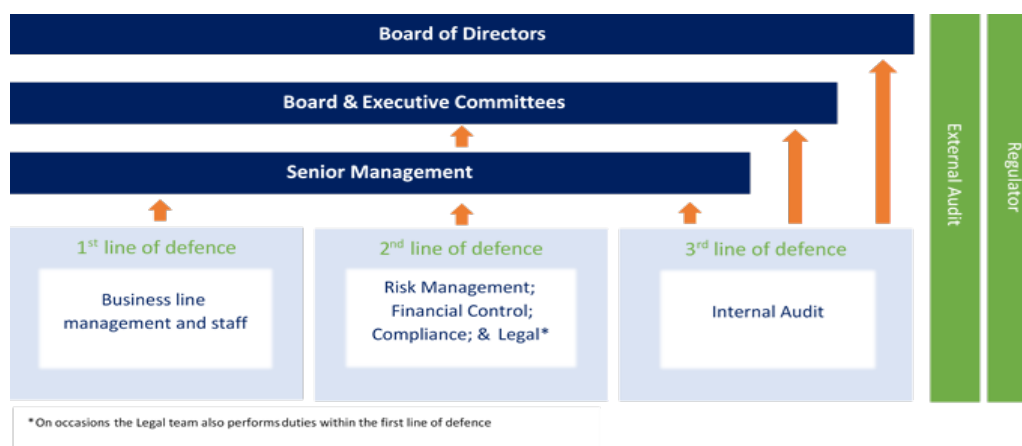 Board of Directors
Board & Executive Committees
Senior Management
1st line of defence
Business line
management and staff
2nd line of defence
Risk Management;
Financial Control;
Compliance; & Legal*
3rd line of defence
Internal Audit
External Audit
Regulator
*On occasions the Legal team also performs duties within the first line of defence